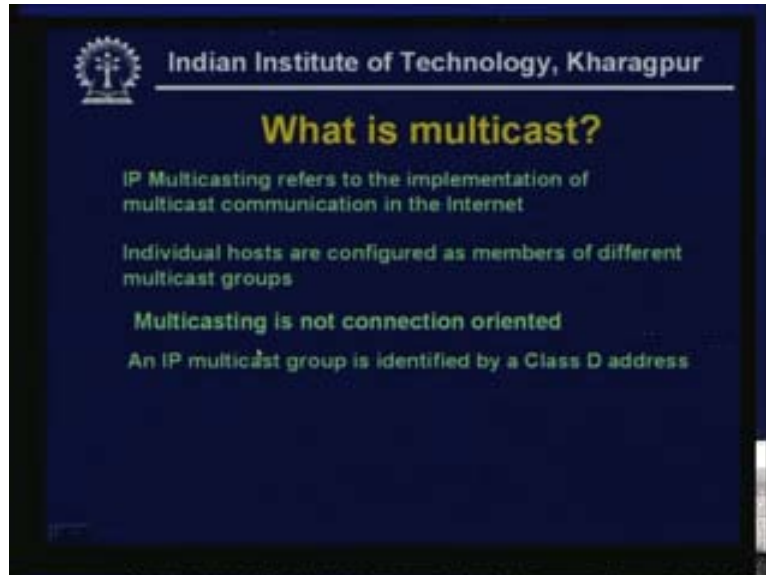 Indian Institute of Technology, Kharagpur
What is multicast?
IP Multicasting refers to the implementation of
multicast communication in the Internet
Individual hosts are configured as members of different
multicast groups
Multicasting is not connection oriented
An IP multicast group is identified by a Class D address